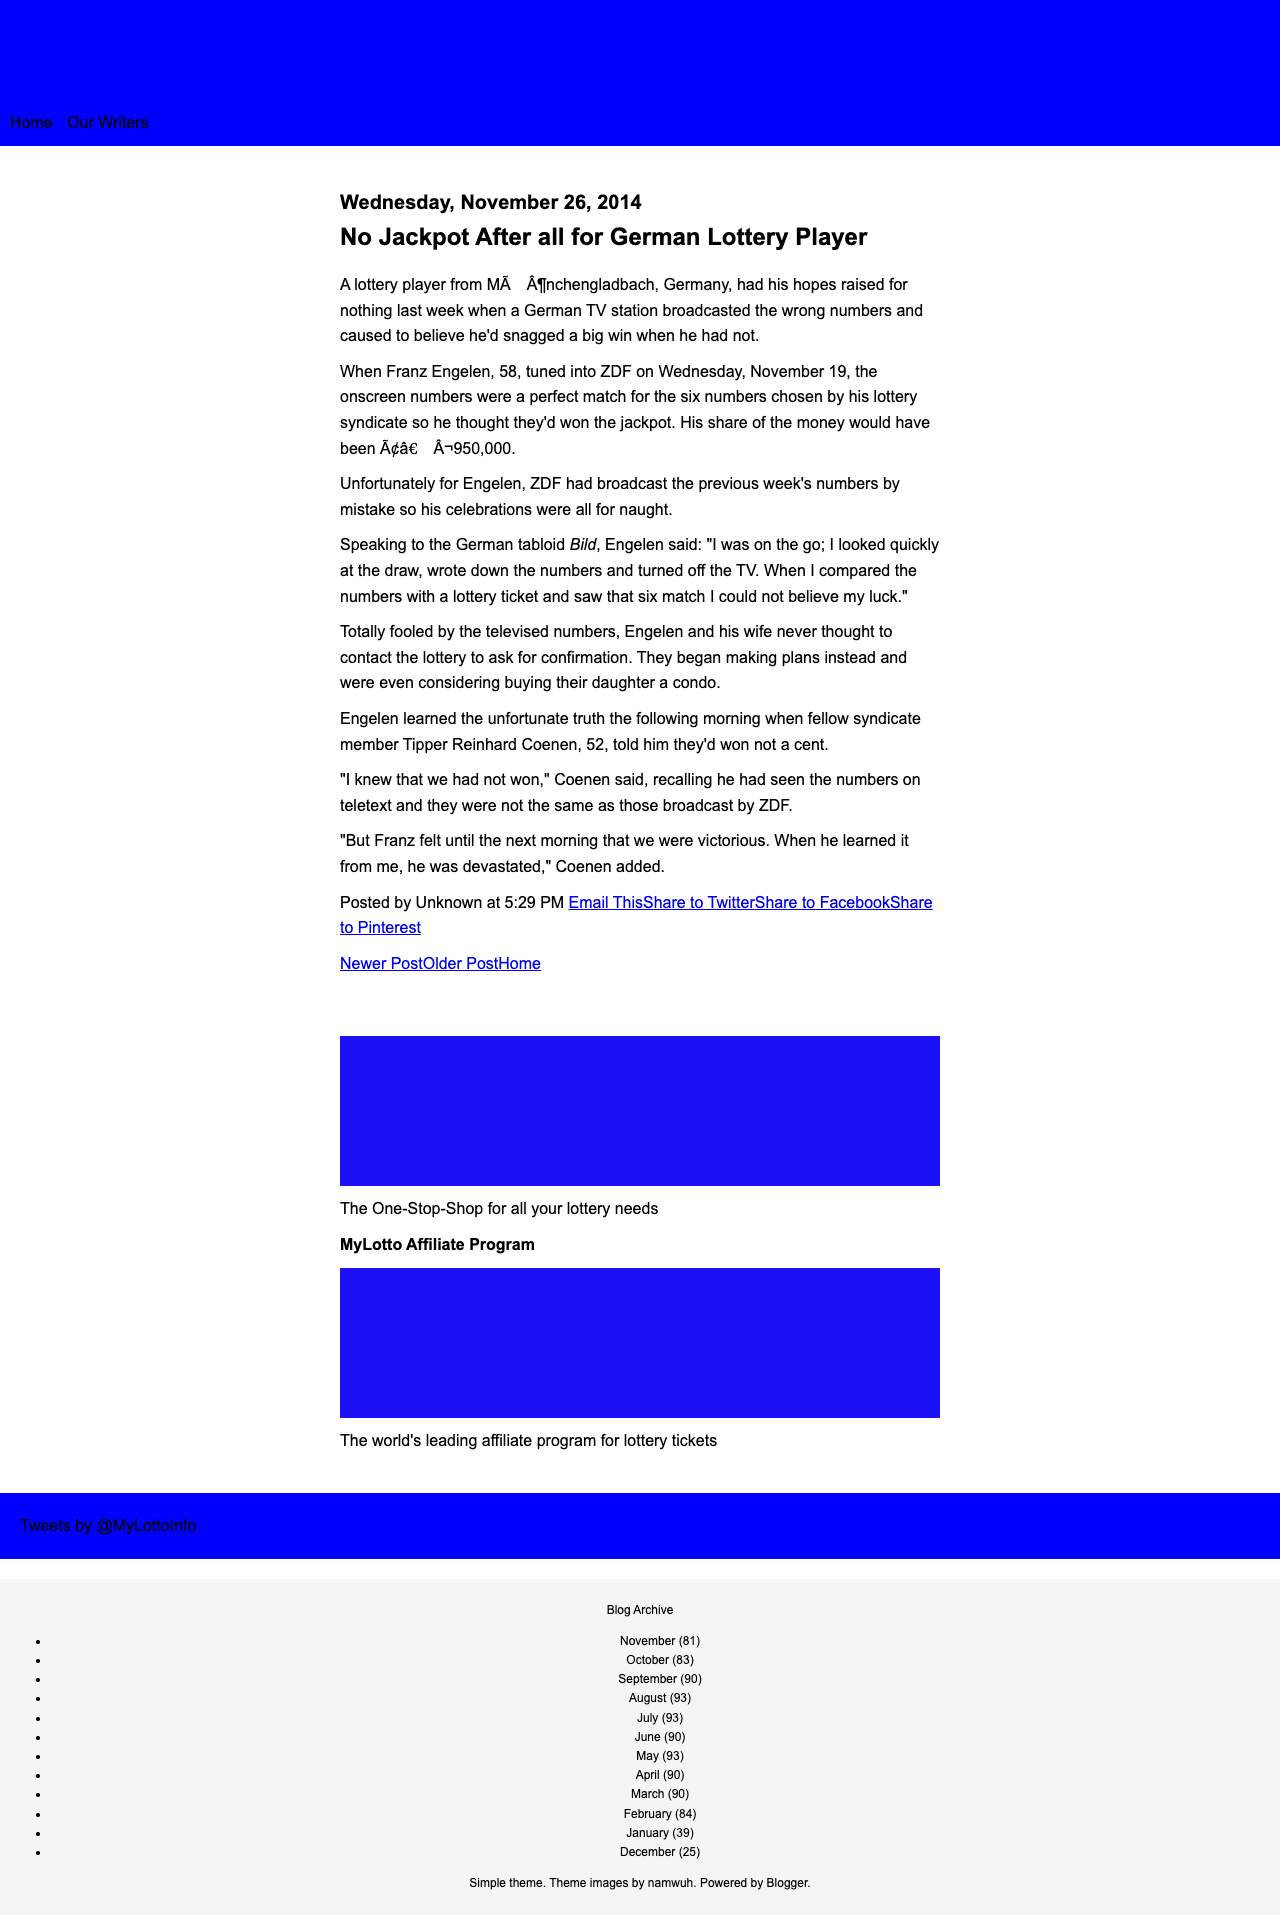 Home Our Writers
Wednesday, November 26, 2014
No Jackpot After all for German Lottery Player
A lottery player from MÃ Â¶nchengladbach, Germany, had his hopes raised for
nothing last week when a German TV station broadcasted the wrong numbers and
caused to believe he'd snagged a big win when he had not.
When Franz Engelen, 58, tuned into ZDF on Wednesday, November 19, the
onscreen numbers were a perfect match for the six numbers chosen by his lottery
syndicate so he thought they'd won the jackpot. His share of the money would have
been Ã¢â€ Â¬950,000.
Unfortunately for Engelen, ZDF had broadcast the previous week's numbers by
mistake so his celebrations were all for naught.
Speaking to the German tabloid Bild, Engelen said: "I was on the go; I looked quickly
at the draw, wrote down the numbers and turned off the TV. When I compared the
numbers with a lottery ticket and saw that six match I could not believe my luck."
Totally fooled by the televised numbers, Engelen and his wife never thought to
contact the lottery to ask for confirmation. They began making plans instead and
were even considering buying their daughter a condo.
Engelen learned the unfortunate truth the following morning when fellow syndicate
member Tipper Reinhard Coenen, 52, told him they'd won not a cent.
"I knew that we had not won," Coenen said, recalling he had seen the numbers on
teletext and they were not the same as those broadcast by ZDF.
"But Franz felt until the next morning that we were victorious. When he learned it
from me, he was devastated," Coenen added.
Posted by Unknown at 5:29 PM Email ThisShare to TwitterShare to FacebookShare
to Pinterest
Newer PostOlder PostHome
The One-Stop-Shop for all your lottery needs
MyLotto Affiliate Program
The world's leading affiliate program for lottery tickets
Tweets by @MyLottoInfo
Blog Archive
• November (81)
• October (83)
• September (90)
• August (93)
• July (93)
• June (90)
• May (93)
• April (90)
• March (90)
• February (84)
• January (39)
• December (25)
Simple theme. Theme images by namwuh. Powered by Blogger.